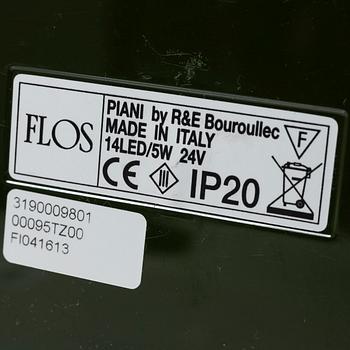 FLOS
PIANI by R&E Bouroullec
MADE IN ITALY
14LED/5W 24V
F
CE III IP20
3190009801
00095TZ00
FI041613